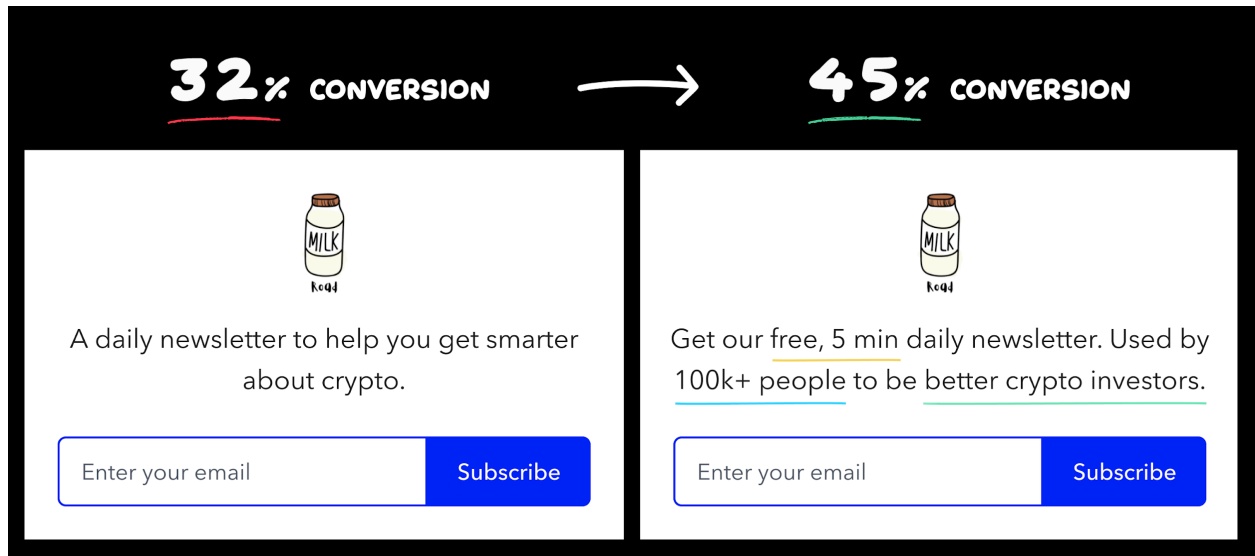 32% CONVERSION
45% CONVERSION
MILK
Road
A daily newsletter to help you get smarter
about crypto.
Enter your email
Subscribe
MILK
Road
Get our free, 5 min daily newsletter. Used by
100k+ people to be better crypto investors.
Enter your email
Subscribe